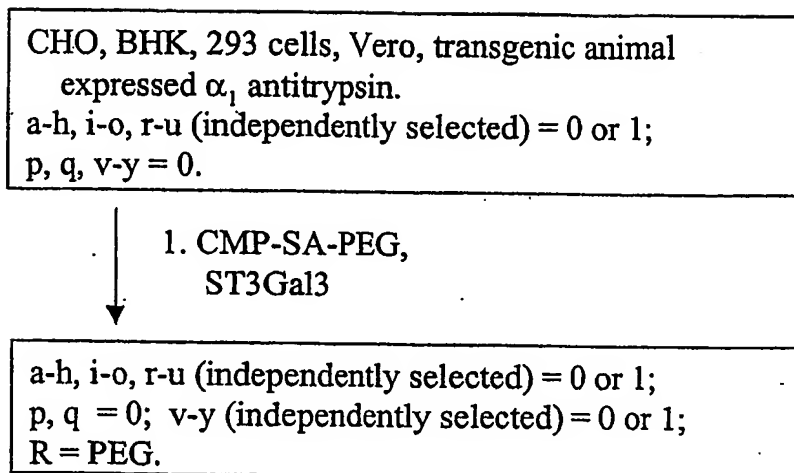 CHO, BHK, 293 cells, Vero, transgenic animal
expressed α₁ antitrypsin.
a-h, i-o, r-u (independently selected) = 0 or 1;
p, q, v-y = 0.
1. CMP-SA-PEG,
ST3Gal3
a-h, i-o, r-u (independently selected) = 0 or 1;
p, q = 0; v-y (independently selected) = 0 or 1;
R = PEG.